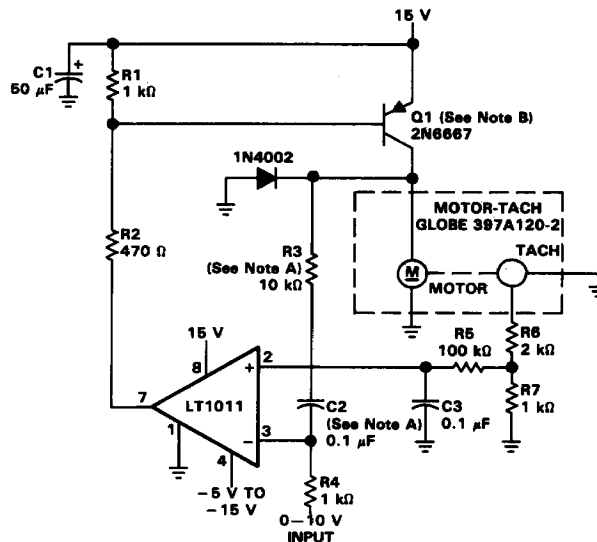 15 V
C1
50 μF
+
R1
1 kΩ
Q1 (See Note B)
2N6667
1N4002
MOTOR-TACH
GLOBE 397A120-2
TACH
M
MOTOR
R2
470 Ω
R3
(See Note A)
10 kΩ
R6
2 kΩ
R5
100 kΩ
R7
1 kΩ
15 V
8
2
+
7
LT1011
1
−
3
4
−5 V TO
−15 V
C2
(See Note A)
0.1 μF
C3
0.1 μF
R4
1 kΩ
0–10 V
INPUT